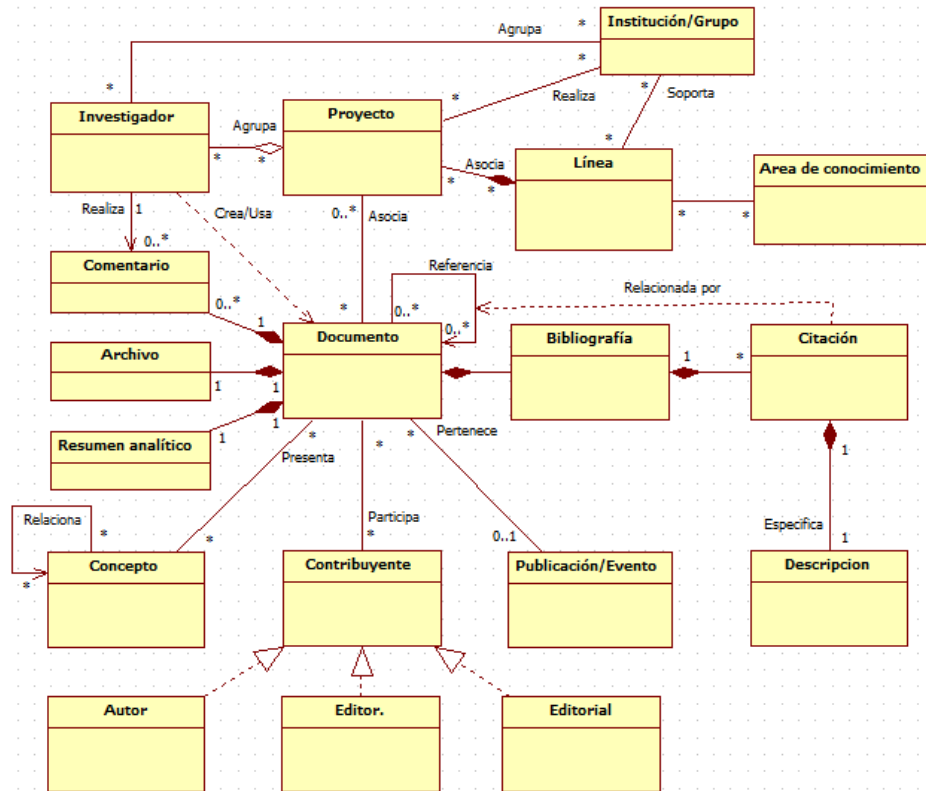 Institución/Grupo
Agrupa
*
*
*
Realiza
*
*
Soporta
*
Investigador
Proyecto
Agrupa
*
*
Asocia
*
*
Línea
Area de conocimiento
*
*
Realiza
1
0..*
Crea/Usa
0..*
Asocia
*
Comentario
0..*
1
Referencia
0..*
0..*
Relacionada por
Archivo
1
1
Documento
Bibliografía
1
*
Citación
Resumen analítico
1
1
*
Presenta
*
*
Participa
*
*
Pertenece
0..1
1
Especifica
1
Relaciona
*
*
Concepto
Contribuyente
Publicación/Evento
Descripcion
Autor
Editor.
Editorial